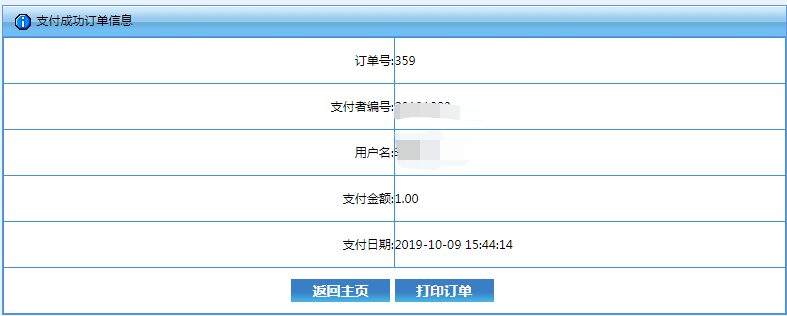 支付成功订单信息
订单号:359
支付者编号:
用户名:
支付金额:1.00
支付日期:2019-10-09 15:44:14
返回主页 打印订单